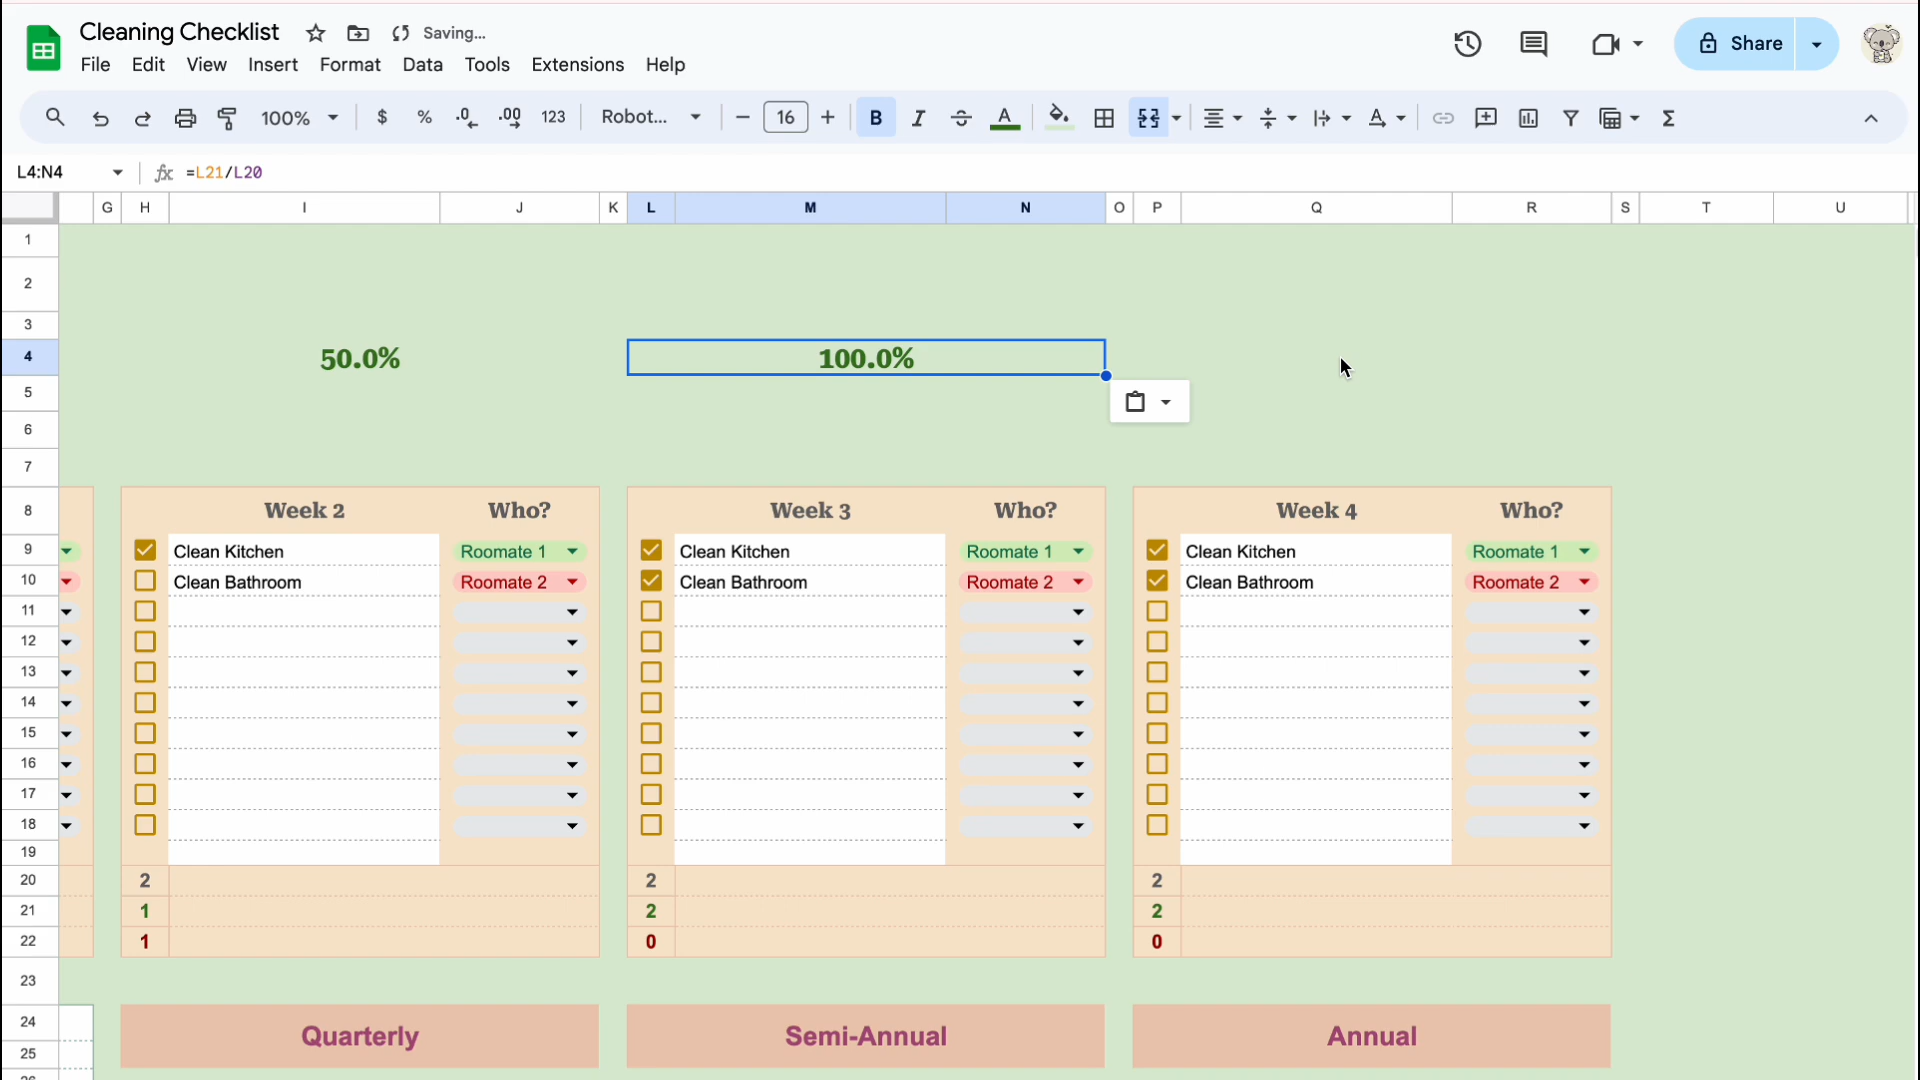 Cleaning Checklist Saving...
File Edit View Insert Format Data Tools Extensions Help
Share
100% $ % .0 .00 123 Robot... 16 B I S A A Σ
L4:N4 fx =L21/L20
G H I J K L M N O P Q R S T U
1
2
3
4 50.0% 100.0%
5
6
7
8 Week 2 Who? Week 3 Who? Week 4 Who?
9 Clean Kitchen Roomate 1 Clean Kitchen Roomate 1 Clean Kitchen Roomate 1
10 Clean Bathroom Roomate 2 Clean Bathroom Roomate 2 Clean Bathroom Roomate 2
11
12
13
14
15
16
17
18
19
20 2 2 2
21 1 2 2
22 1 0 0
23
24 Quarterly Semi-Annual Annual
25